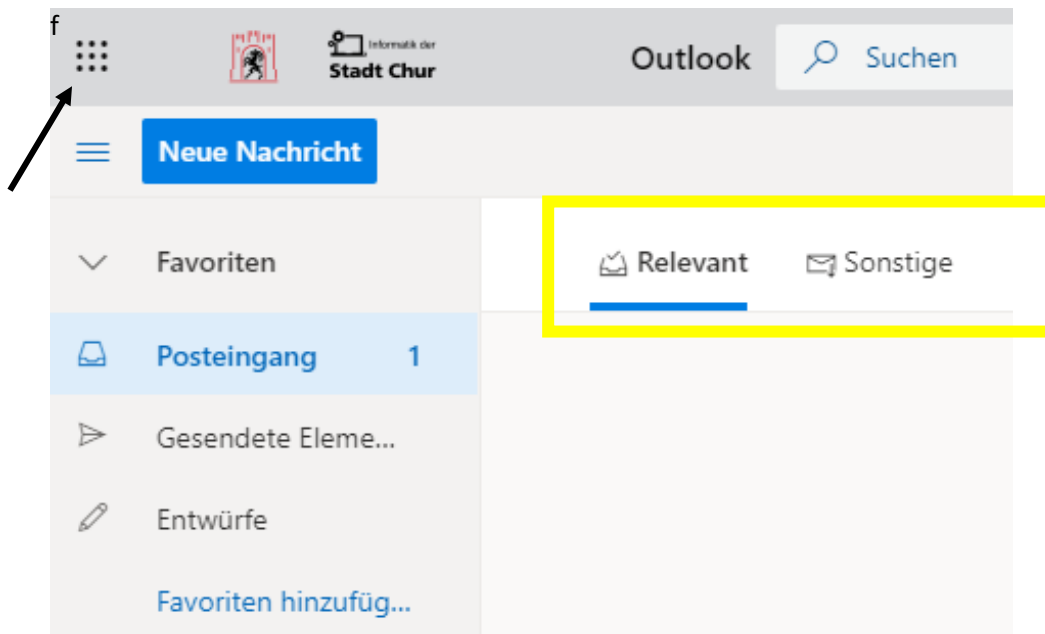 f
Informatik der
Stadt Chur
Outlook
Suchen
Neue Nachricht
Favoriten
Relevant
Sonstige
Posteingang 1
Gesendete Eleme...
Entwürfe
Favoriten hinzufüg...